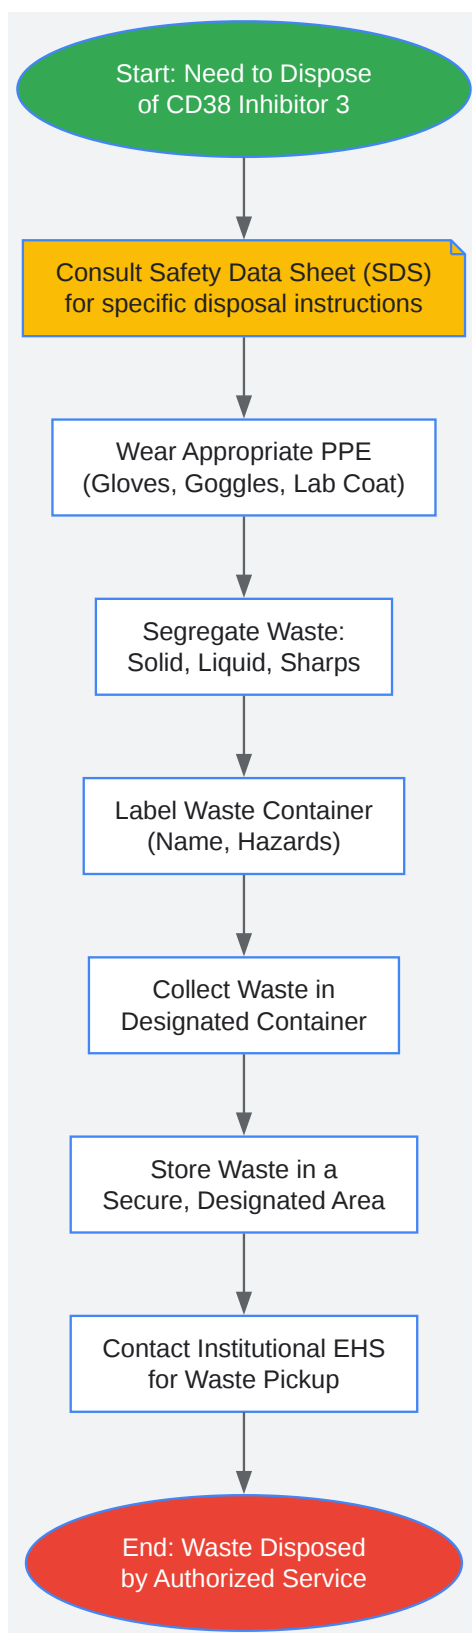 Start: Need to Dispose
of CD38 Inhibitor 3
Consult Safety Data Sheet (SDS)
for specific disposal instructions
Wear Appropriate PPE
(Gloves, Goggles, Lab Coat)
Segregate Waste:
Solid, Liquid, Sharps
Label Waste Container
(Name, Hazards)
Collect Waste in
Designated Container
Store Waste in a
Secure, Designated Area
Contact Institutional EHS
for Waste Pickup
End: Waste Disposed
by Authorized Service